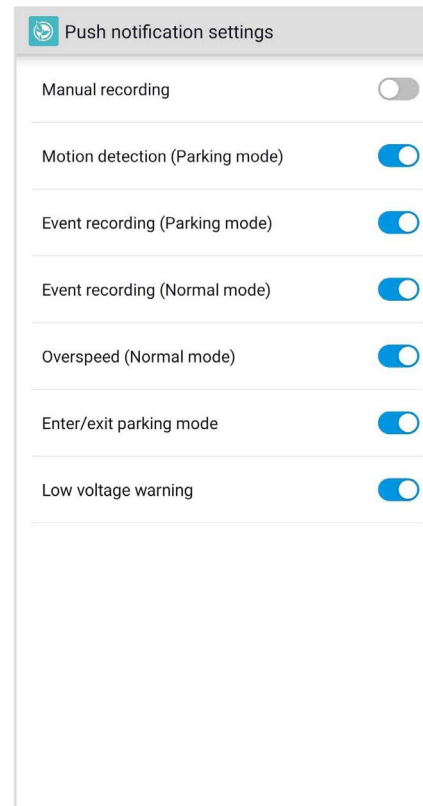 Push notification settings
Manual recording
Motion detection (Parking mode)
Event recording (Parking mode)
Event recording (Normal mode)
Overspeed (Normal mode)
Enter/exit parking mode
Low voltage warning